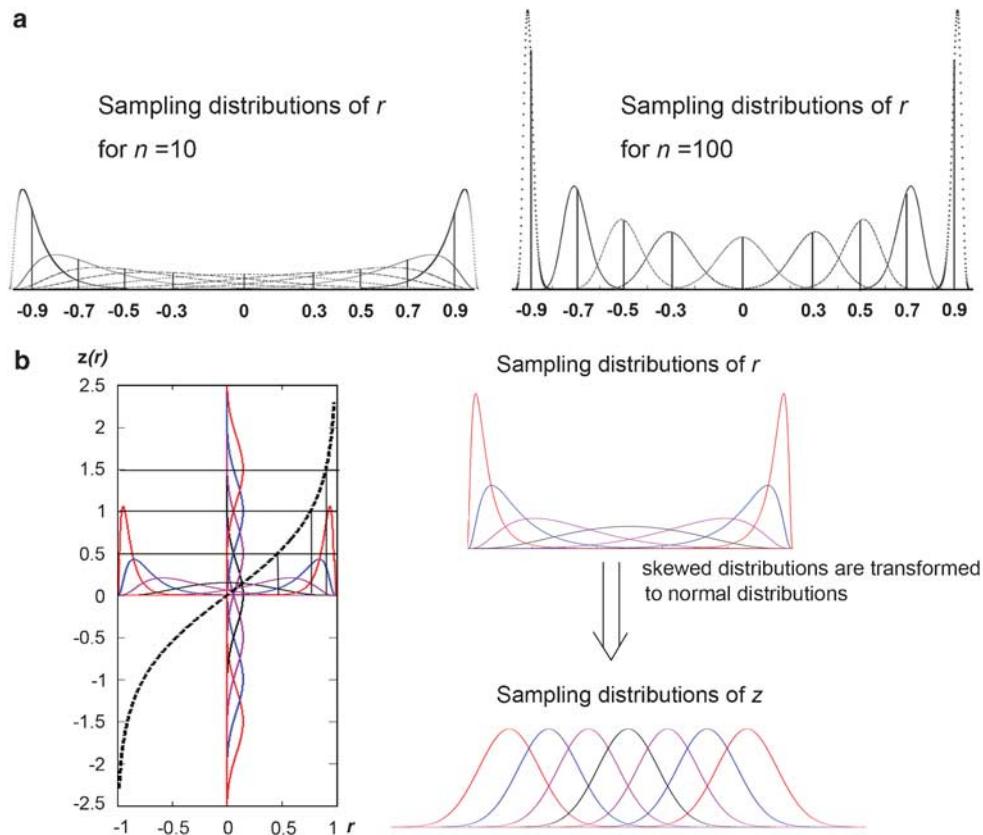 a
Sampling distributions of r
for n =10
-0.9 -0.7 -0.5 -0.3 0 0.3 0.5 0.7 0.9
Sampling distributions of r
for n =100
-0.9 -0.7 -0.5 -0.3 0 0.3 0.5 0.7 0.9
b
z(r)
2.5
2
1.5
1
0.5
0
-0.5
-1
-1.5
-2
-2.5
-1 -0.5 0 0.5 1 r
Sampling distributions of r
skewed distributions are transformed
to normal distributions
Sampling distributions of z